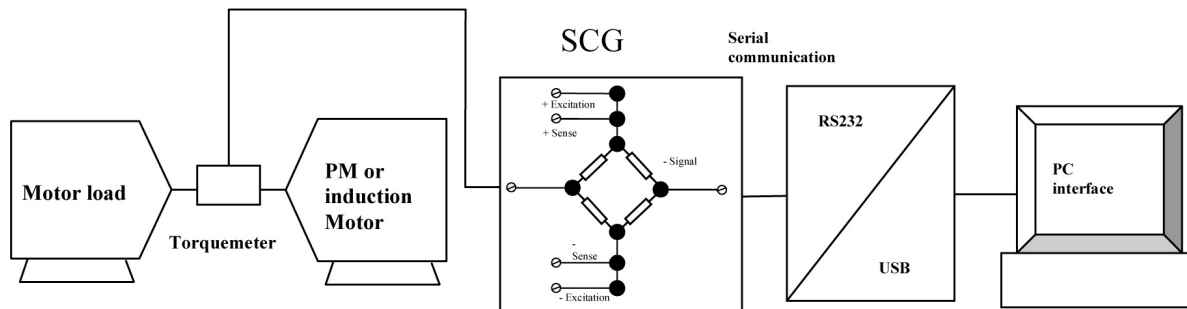 Motor load
Torquemeter
PM or
induction
Motor
SCG
+ Excitation
+ Sense
- Signal
-
Sense
- Excitation
Serial
communication
RS232
USB
PC
interface